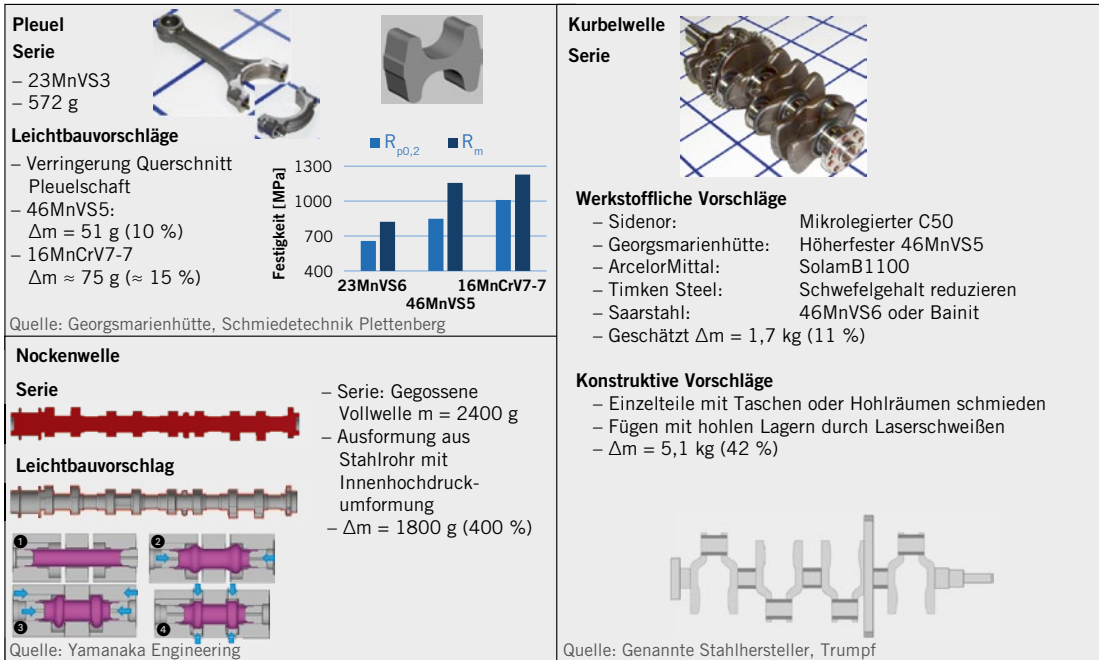 Pleuel
Serie
– 23MnVS3
– 572 g
Leichtbauvorschläge
– Verringerung Querschnitt
Pleuelschaft
– 46MnVS5:
Δm = 51 g (10 %)
– 16MnCrV7-7
Δm ≈ 75 g (≈ 15 %)
R p0,2
R m
Festigkeit [MPa]
1300
1000
700
400
23MnVS6
46MnVS5
16MnCrV7-7
Quelle: Georgsmarienhütte, Schmiedetechnik Plettenberg
Nockenwelle
Serie
Leichtbauvorschlag
1
2
3
4
– Serie: Gegossene
Vollwelle m = 2400 g
– Ausformung aus
Stahlrohr mit
Innenhochdruck-
umformung
– Δm = 1800 g (400 %)
Quelle: Yamanaka Engineering
Kurbelwelle
Serie
Werkstoffliche Vorschläge
– Sidenor: Mikrolegierter C50
– Georgsmarienhütte: Höherfester 46MnVS5
– ArcelorMittal: SolamB1100
– Timken Steel: Schwefelgehalt reduzieren
– Saarstahl: 46MnVS6 oder Bainit
– Geschätzt Δm = 1,7 kg (11 %)
Konstruktive Vorschläge
– Einzelteile mit Taschen oder Hohlräumen schmieden
– Fügen mit hohlen Lagern durch Laserschweißen
– Δm = 5,1 kg (42 %)
Quelle: Genannte Stahlhersteller, Trumpf